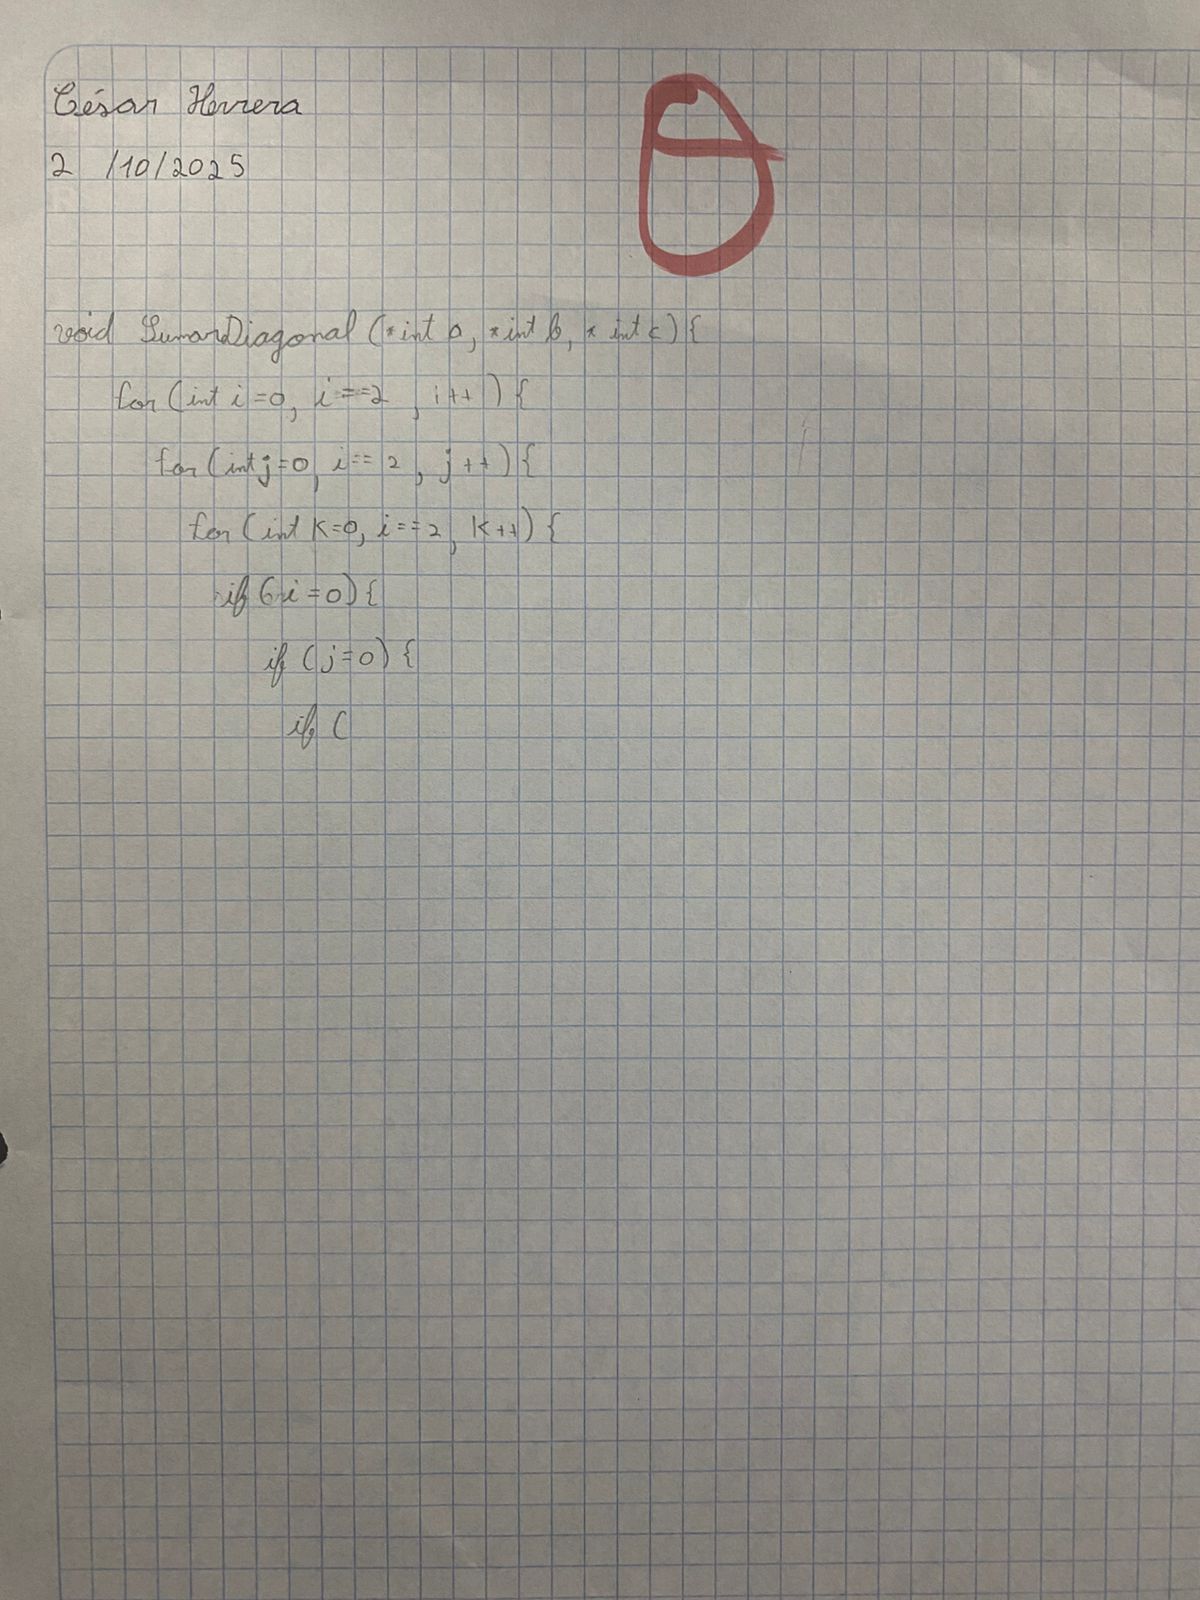 César Herrera
2 /10/2025
void SumarDiagonal (*int a, *int b, * int c) {
for (int i=0, i==2 , i++) {
for (int j=0, i== 2 , j++) {
for (int k=0, i==2, k++) {
if (i=0) {
if (j=0) {
if (